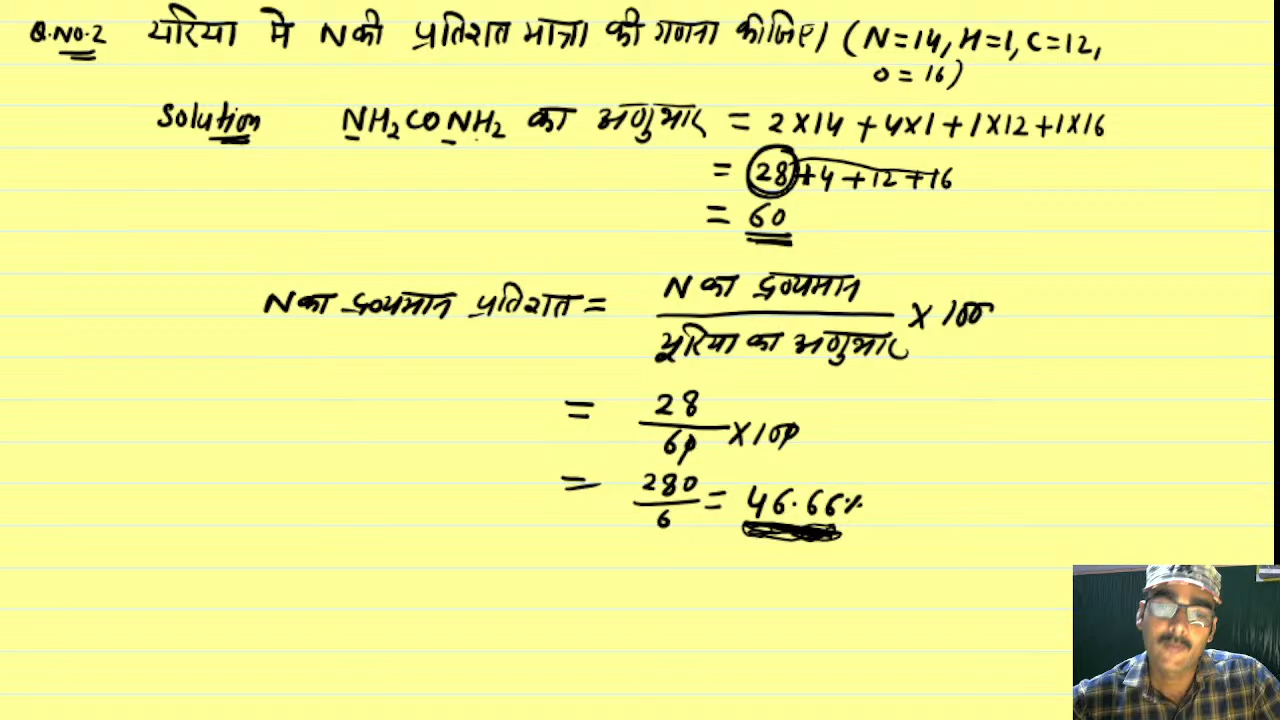 Q.No.2 यूरिया मे N की प्रतिशत मात्रा की गणना कीजिए। (N=14, H=1, C=12,
O = 16)
Solution NH₂CONH₂ का अणुभार = 2×14 + 4×1 + 1×12 + 1×16
= 28 + 4 + 12 + 16
= 60
N का द्रव्यमान प्रतिशत = N का द्रव्यमान / यूरिया का अणुभार × 100
= 28 / 60 × 100
= 280 / 6 = 46.66%